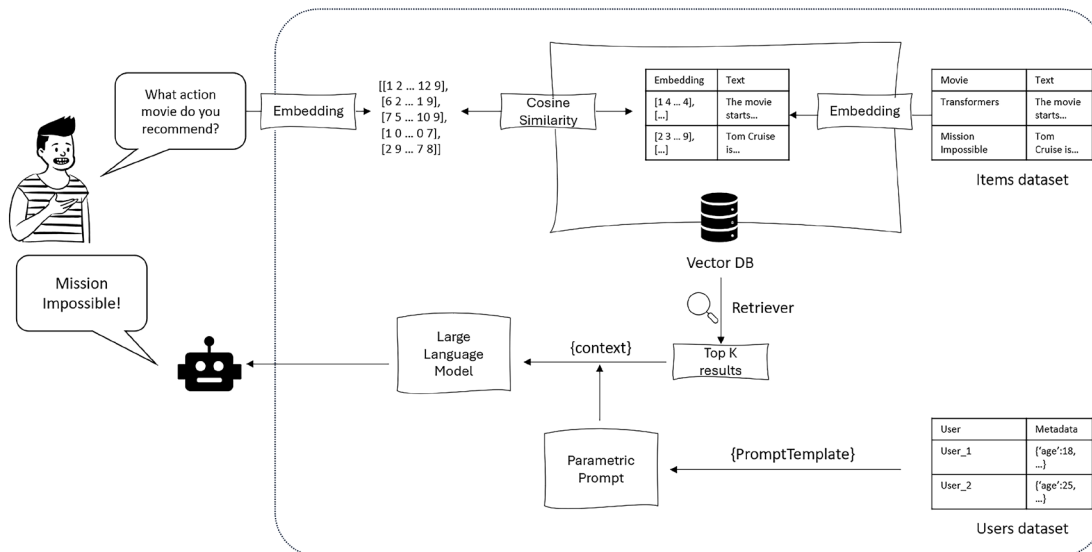 What action
movie do you
recommend?
Embedding
[[1 2 ... 12 9],
[6 2 ... 1 9],
[7 5 ... 10 9],
[1 0 ... 0 7],
[2 9 ... 7 8]]
Cosine
Similarity
Embedding Text
[1 4 ... 4], The movie
[...] starts...
[2 3 ... 9], Tom Cruise
[...] is...
Embedding
Movie Text
Transformers The movie
starts...
Mission Tom
Impossible Cruise is...
Items dataset
Vector DB
Retriever
Mission
Impossible!
Large
Language
Model
{context}
Top K
results
Parametric
Prompt
{PromptTemplate}
User Metadata
User_1 {'age':18,
...}
User_2 {'age':25,
...}
Users dataset